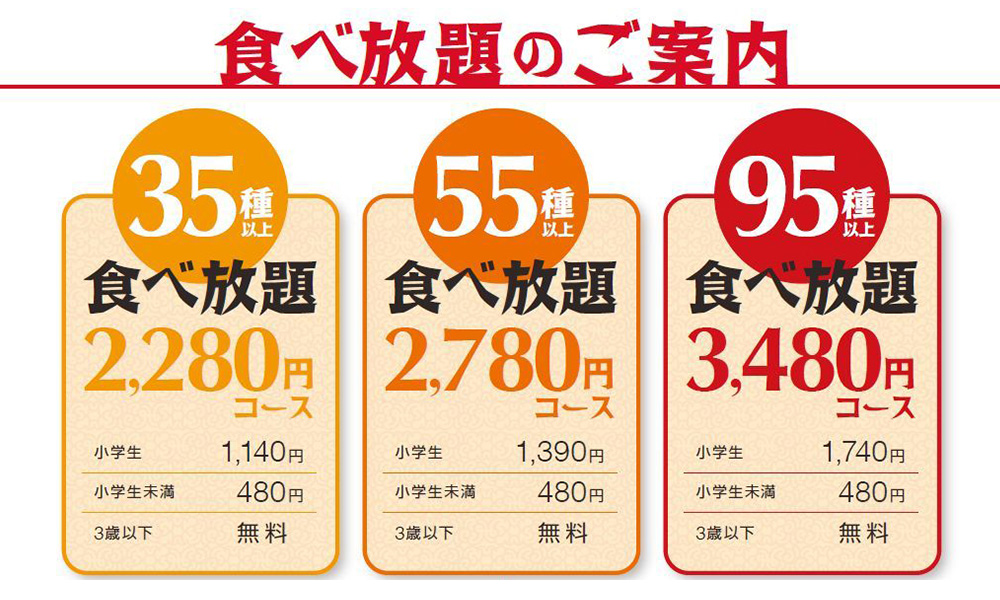 食べ放題のご案内
35種以上
食べ放題
2,280円
コース
小学生 1,140円
小学生未満 480円
3歳以下 無料
55種以上
食べ放題
2,780円
コース
小学生 1,390円
小学生未満 480円
3歳以下 無料
95種以上
食べ放題
3,480円
コース
小学生 1,740円
小学生未満 480円
3歳以下 無料